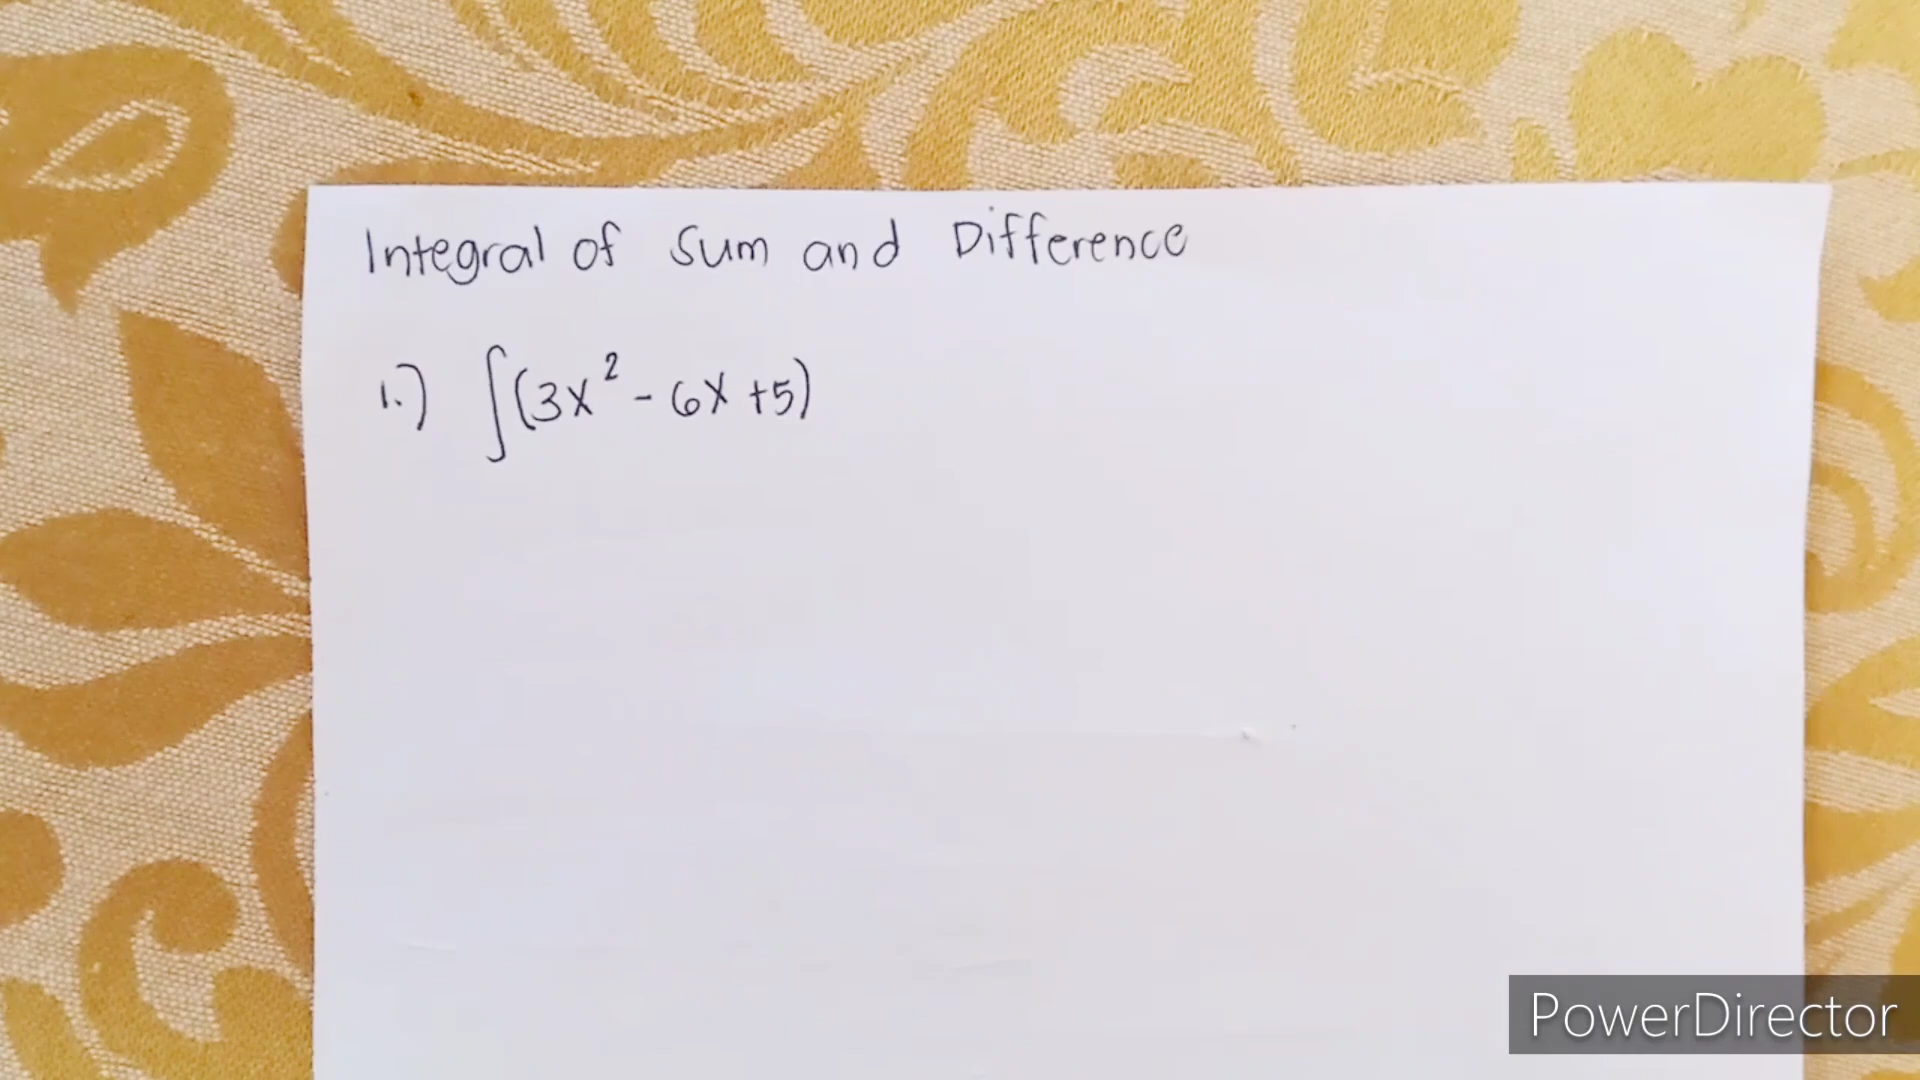 Integral of Sum and Difference
1.) ∫(3x² - 6x +5)
PowerDirector